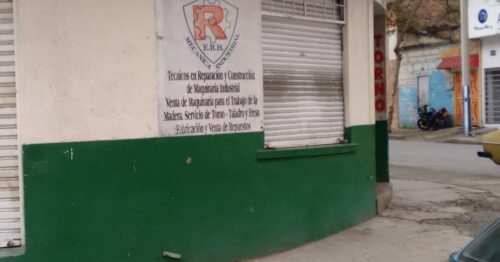 R
E.R.H.
MECANICA INDUSTRIAL
Técnicos en Reparación y Construcción
de Maquinaria Industrial
Venta de Maquinaria para el Trabajo de la
Madera, Servicio de Torno - Taladro y Fresa
Fabricación y Venta de Repuestos
TORNO